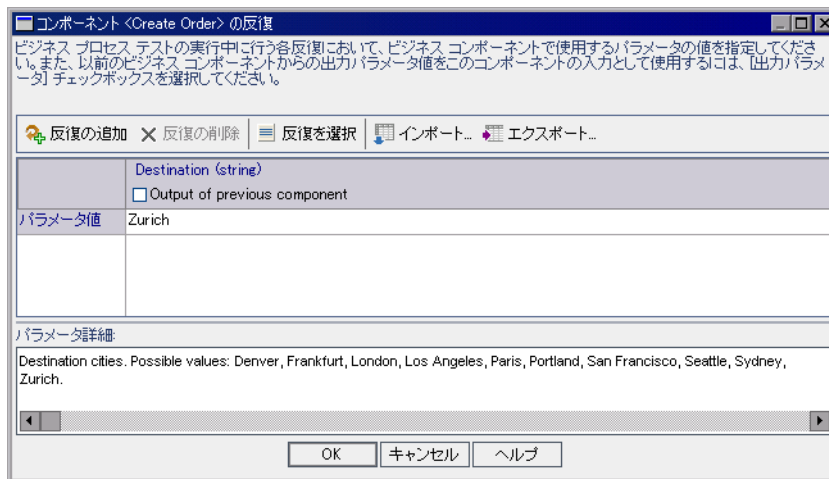 コンポーネント <Create Order> の反復
ビジネス プロセス テストの実行中に行う各反復において、ビジネス コンポーネントで使用するパラメータの値を指定してくださ
い。また、以前のビジネス コンポーネントからの出力パラメータ値をこのコンポーネントの入力として使用するには、[出力パラメ
ータ] チェックボックスを選択してください。
反復の追加 反復の削除 反復を選択 インポート... エクスポート...
Destination (string)
Output of previous component
パラメータ値 Zurich
パラメータ詳細:
Destination cities. Possible values: Denver, Frankfurt, London, Los Angeles, Paris, Portland, San Francisco, Seattle, Sydney,
Zurich.
OK キャンセル ヘルプ